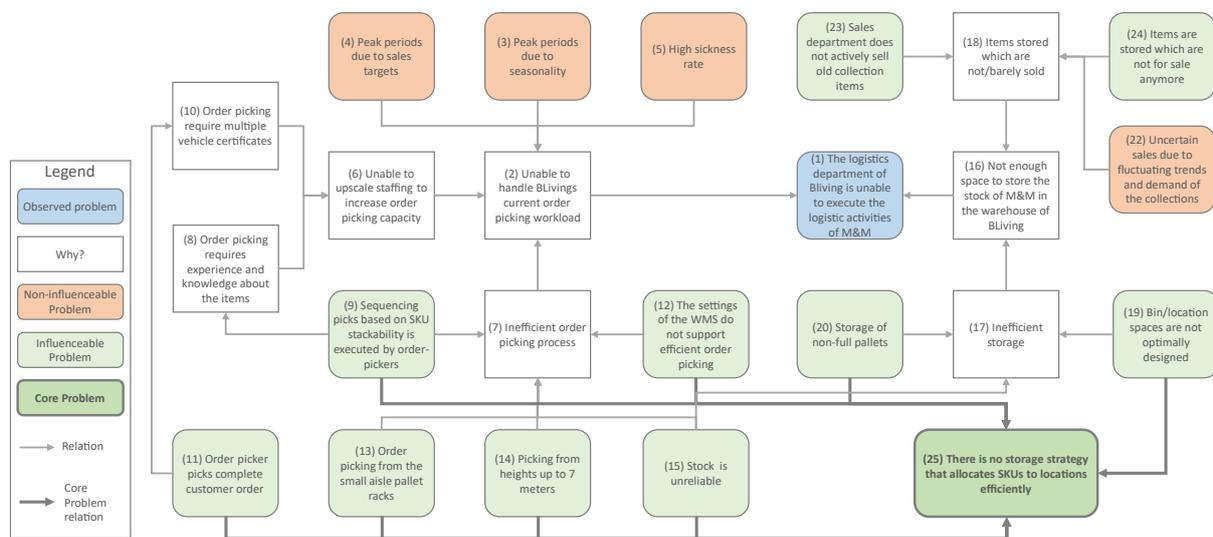 Legend
Observed problem
Why?
Non-influenceable
Problem
Influenceable
Problem
Core Problem
Relation
Core
Problem
relation
(4) Peak periods
due to sales
targets
(3) Peak periods
due to
seasonality
(5) High sickness
rate
(23) Sales
department does
not actively sell
old collection
items
(18) Items stored
which are
not/barely sold
(24) Items are
stored which are
not for sale
anymore
(10) Order picking
require multiple
vehicle certificates
(6) Unable to
upscale staffing to
increase order
picking capacity
(2) Unable to
handle BLivings
current order
picking workload
(1) The logistics
department of
Bliving is unable
to execute the
logistic activities
of M&M
(16) Not enough
space to store the
stock of M&M in
the warehouse of
BLiving
(22) Uncertain
sales due to
fluctuating trends
and demand of
the collections
(8) Order picking
requires
experience and
knowledge about
the items
(9) Sequencing
picks based on SKU
stackability is
executed by order-
pickers
(7) Inefficient order
picking process
(12) The settings
of the WMS do
not support
efficient order
picking
(20) Storage of
non-full pallets
(17) Inefficient
storage
(19) Bin/location
spaces are not
optimally
designed
(11) Order picker
picks complete
customer order
(13) Order
picking from the
small aisle pallet
racks
(14) Picking from
heights up to 7
meters
(15) Stock is
unreliable
(25) There is no storage strategy
that allocates SKUs to locations
efficiently